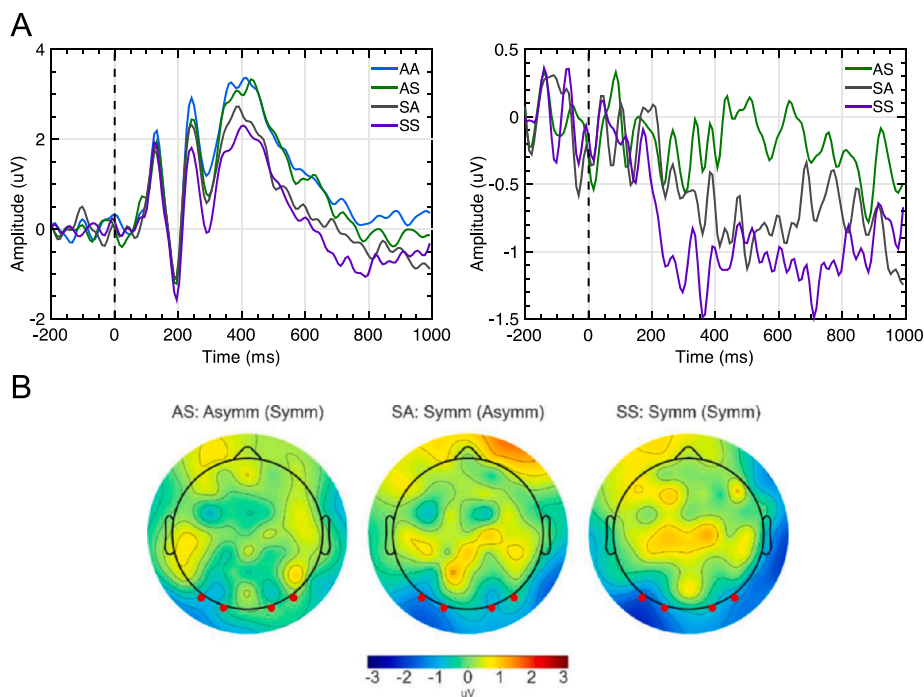 A
4
2
0
-2
Amplitude (uV)
-200
0
200
400
600
800
1000
Time (ms)
AA
AS
SA
SS
0.5
0
-0.5
-1
-1.5
Amplitude (uV)
-200
0
200
400
600
800
1000
Time (ms)
AS
SA
SS
B
AS: Asymm (Symm)
SA: Symm (Asymm)
SS: Symm (Symm)
-3 -2 -1 0 1 2 3
uV